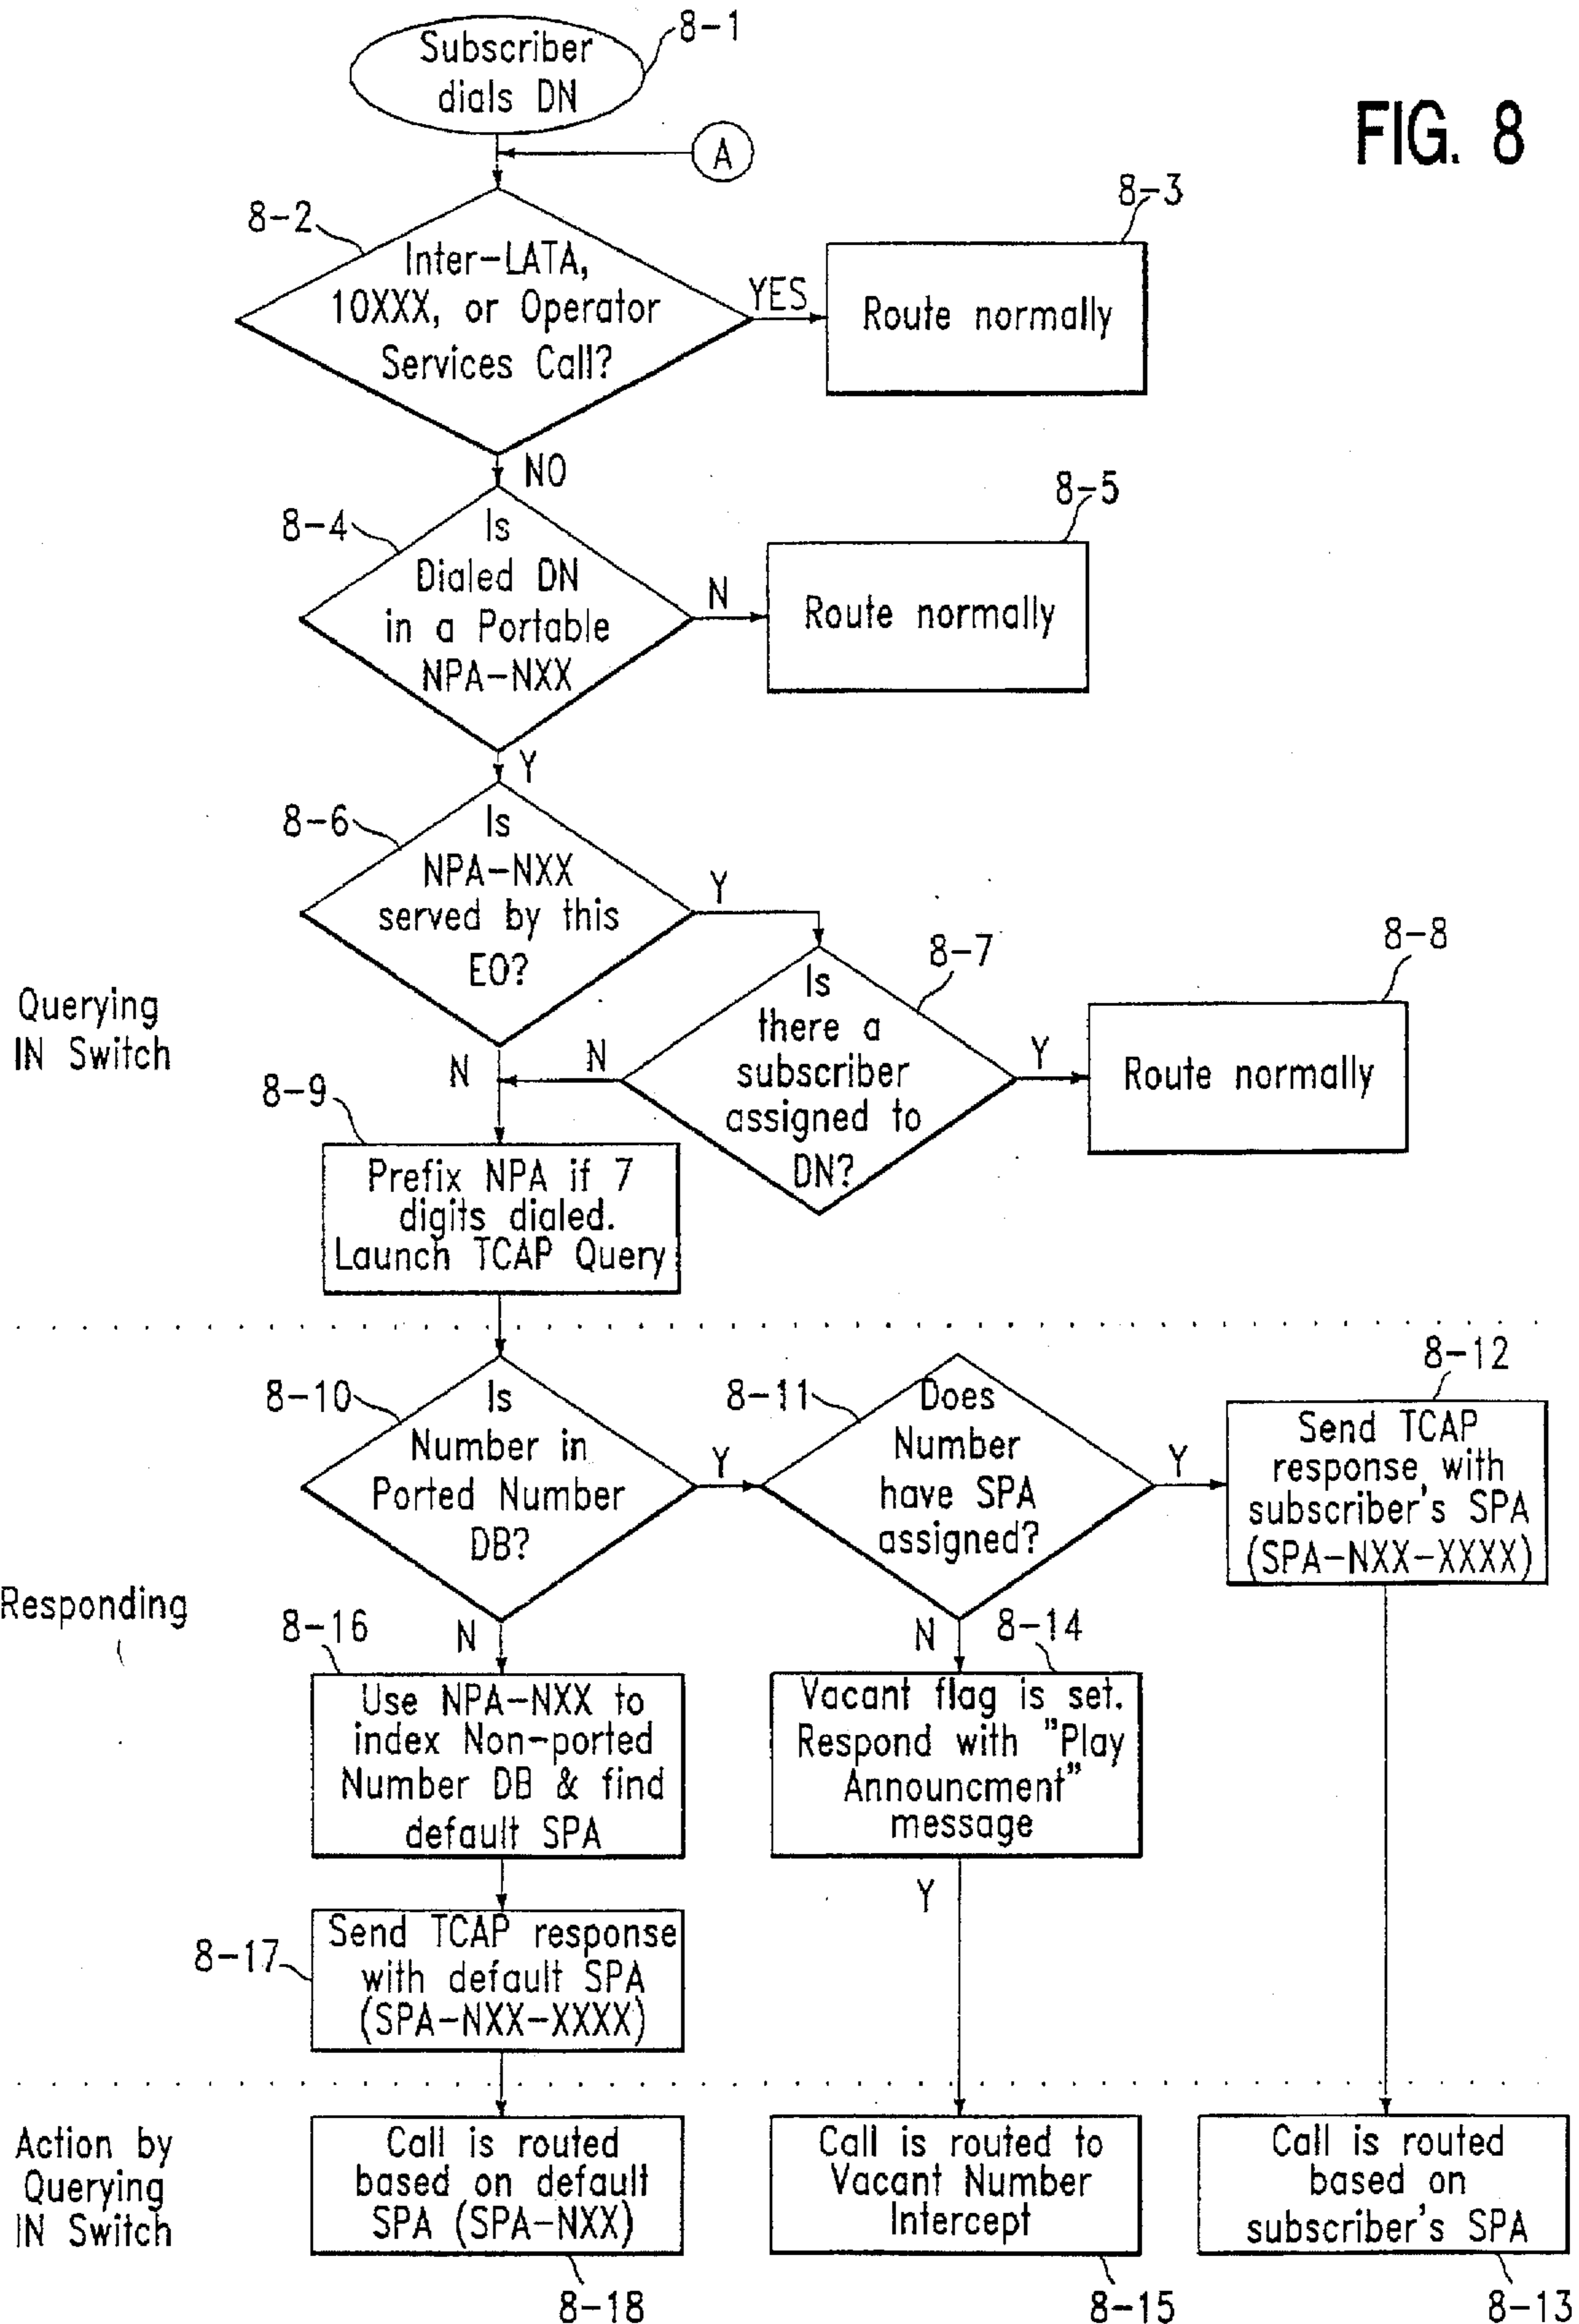 8-1
Subscriber
dials DN
A
FIG. 8
8-2
Inter-LATA,
10XXX, or Operator
Services Call?
YES
8-3
Route normally
NO
8-4
Is
Dialed DN
in a Portable
NPA-NXX
N
8-5
Route normally
Y
8-6
Is
NPA-NXX
served by this
EO?
Y
8-7
Is
there a
subscriber
assigned to
DN?
Y
8-8
Route normally
Querying
IN Switch
N
N
8-9
Prefix NPA if 7
digits dialed.
Launch TCAP Query
8-10
Is
Number in
Ported Number
DB?
Y
8-11
Does
Number
have SPA
assigned?
Y
8-12
Send TCAP
response with
subscriber's SPA
(SPA-NXX-XXXX)
Responding
N
8-16
Use NPA-NXX to
index Non-ported
Number DB & find
default SPA
N
8-14
Vacant flag is set.
Respond with "Play
Announcment"
message
Y
8-17
Send TCAP response
with default SPA
(SPA-NXX-XXXX)
Action by
Querying
IN Switch
Call is routed
based on default
SPA (SPA-NXX)
8-18
Call is routed to
Vacant Number
Intercept
8-15
Call is routed
based on
subscriber's SPA
8-13